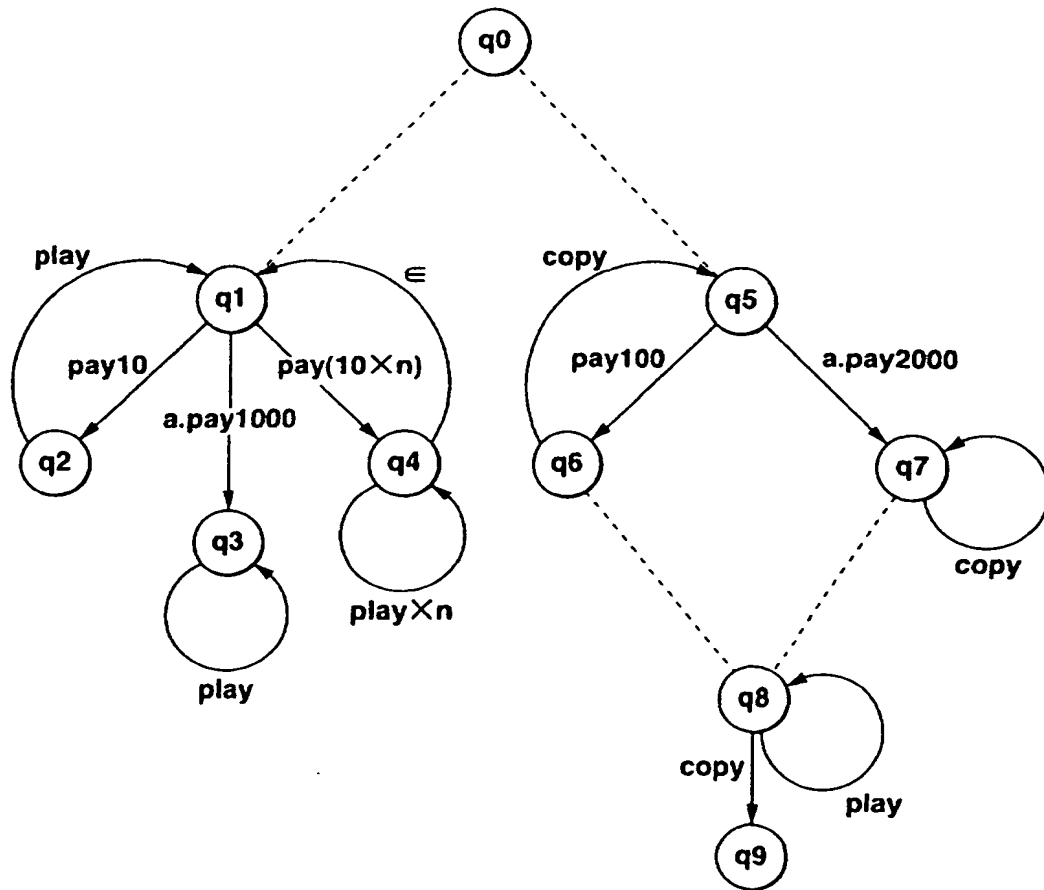 q0
play
∈
copy
q1
q5
pay10
pay(10×n)
pay100
a.pay2000
a.pay1000
q2
q4
q6
q7
q3
copy
play×n
play
q8
copy
play
q9